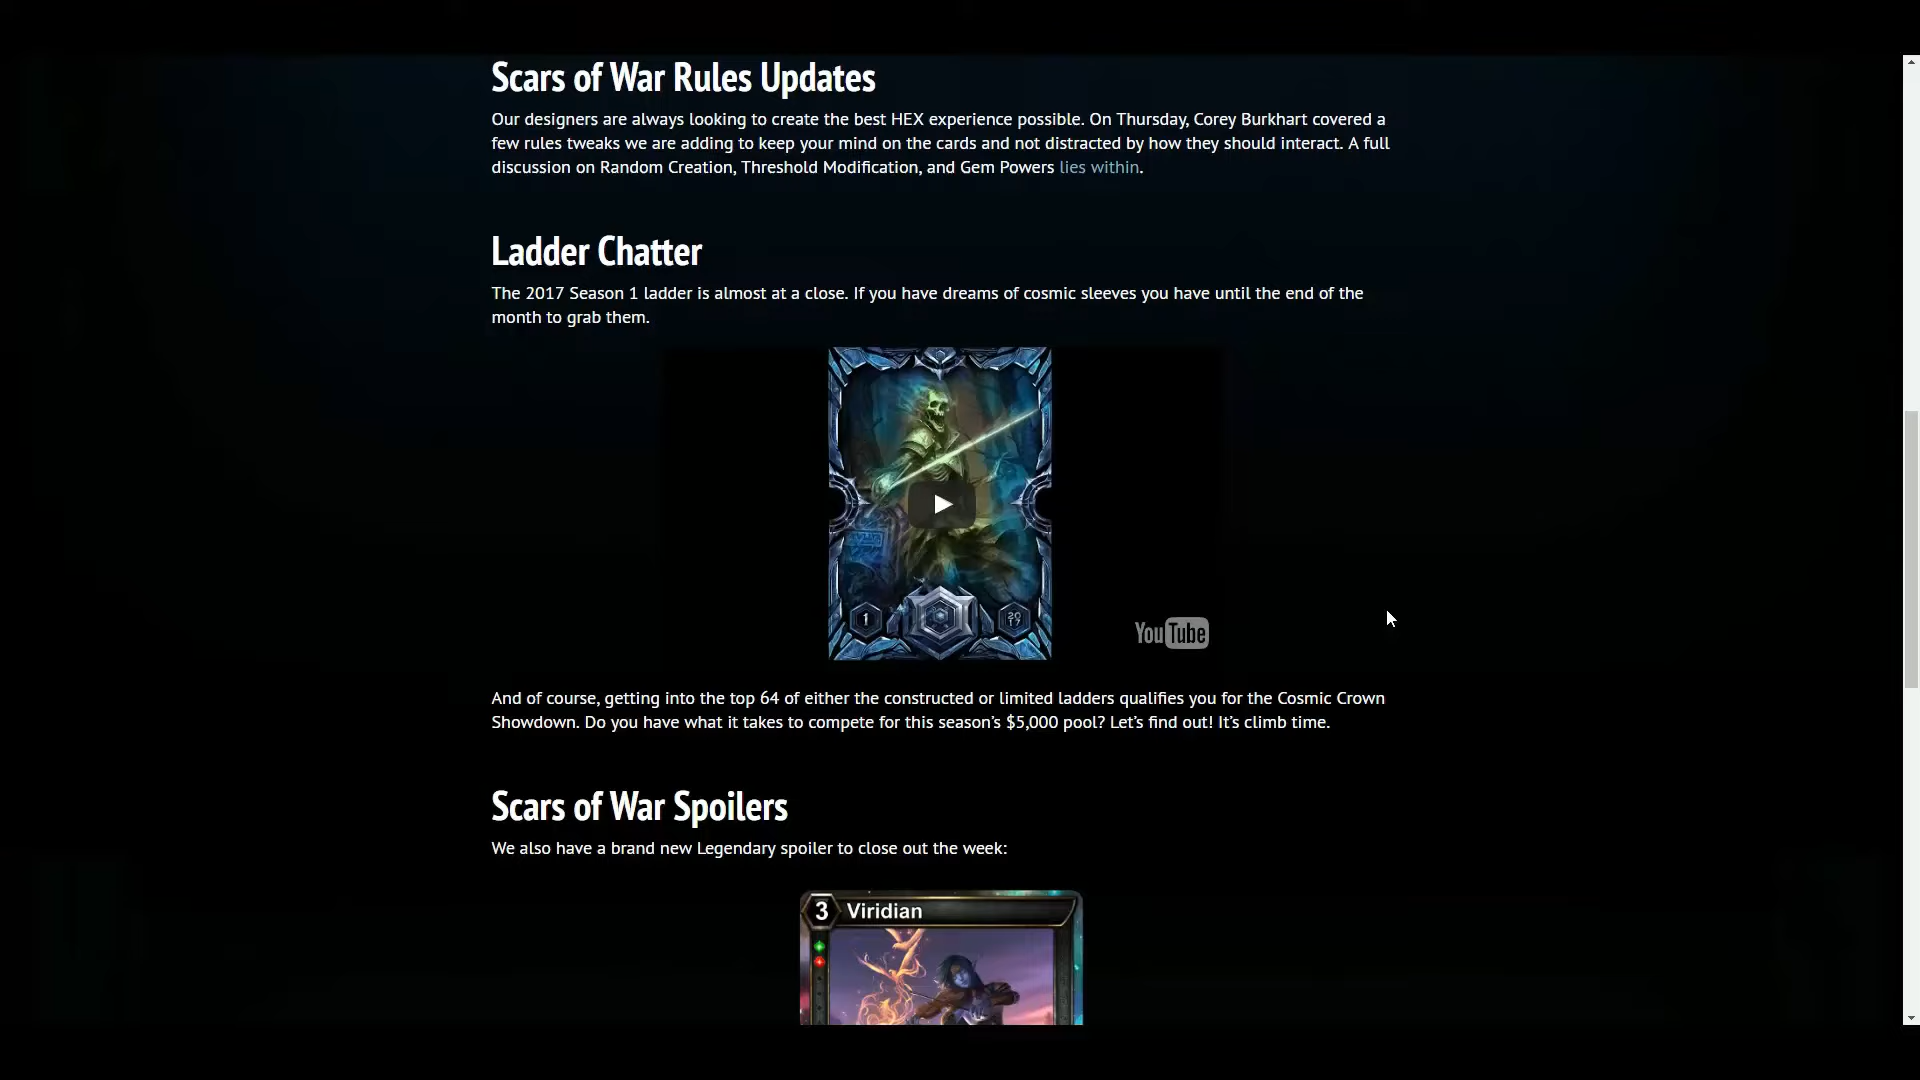 Scars of War Rules Updates
Our designers are always looking to create the best HEX experience possible. On Thursday, Corey Burkhart covered a
few rules tweaks we are adding to keep your mind on the cards and not distracted by how they should interact. A full
discussion on Random Creation, Threshold Modification, and Gem Powers lies within.
Ladder Chatter
The 2017 Season 1 ladder is almost at a close. If you have dreams of cosmic sleeves you have until the end of the
month to grab them.
1
20
17
YouTube
And of course, getting into the top 64 of either the constructed or limited ladders qualifies you for the Cosmic Crown
Showdown. Do you have what it takes to compete for this season’s $5,000 pool? Let’s find out! It’s climb time.
Scars of War Spoilers
We also have a brand new Legendary spoiler to close out the week:
3 Viridian